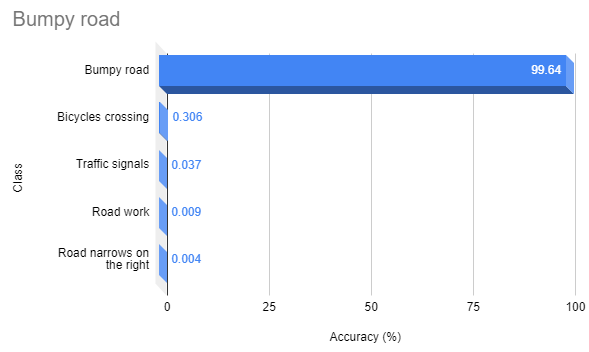 Bumpy road
Class
Bumpy road 99.64
Bicycles crossing 0.306
Traffic signals 0.037
Road work 0.009
Road narrows on
the right 0.004
0 25 50 75 100
Accuracy (%)